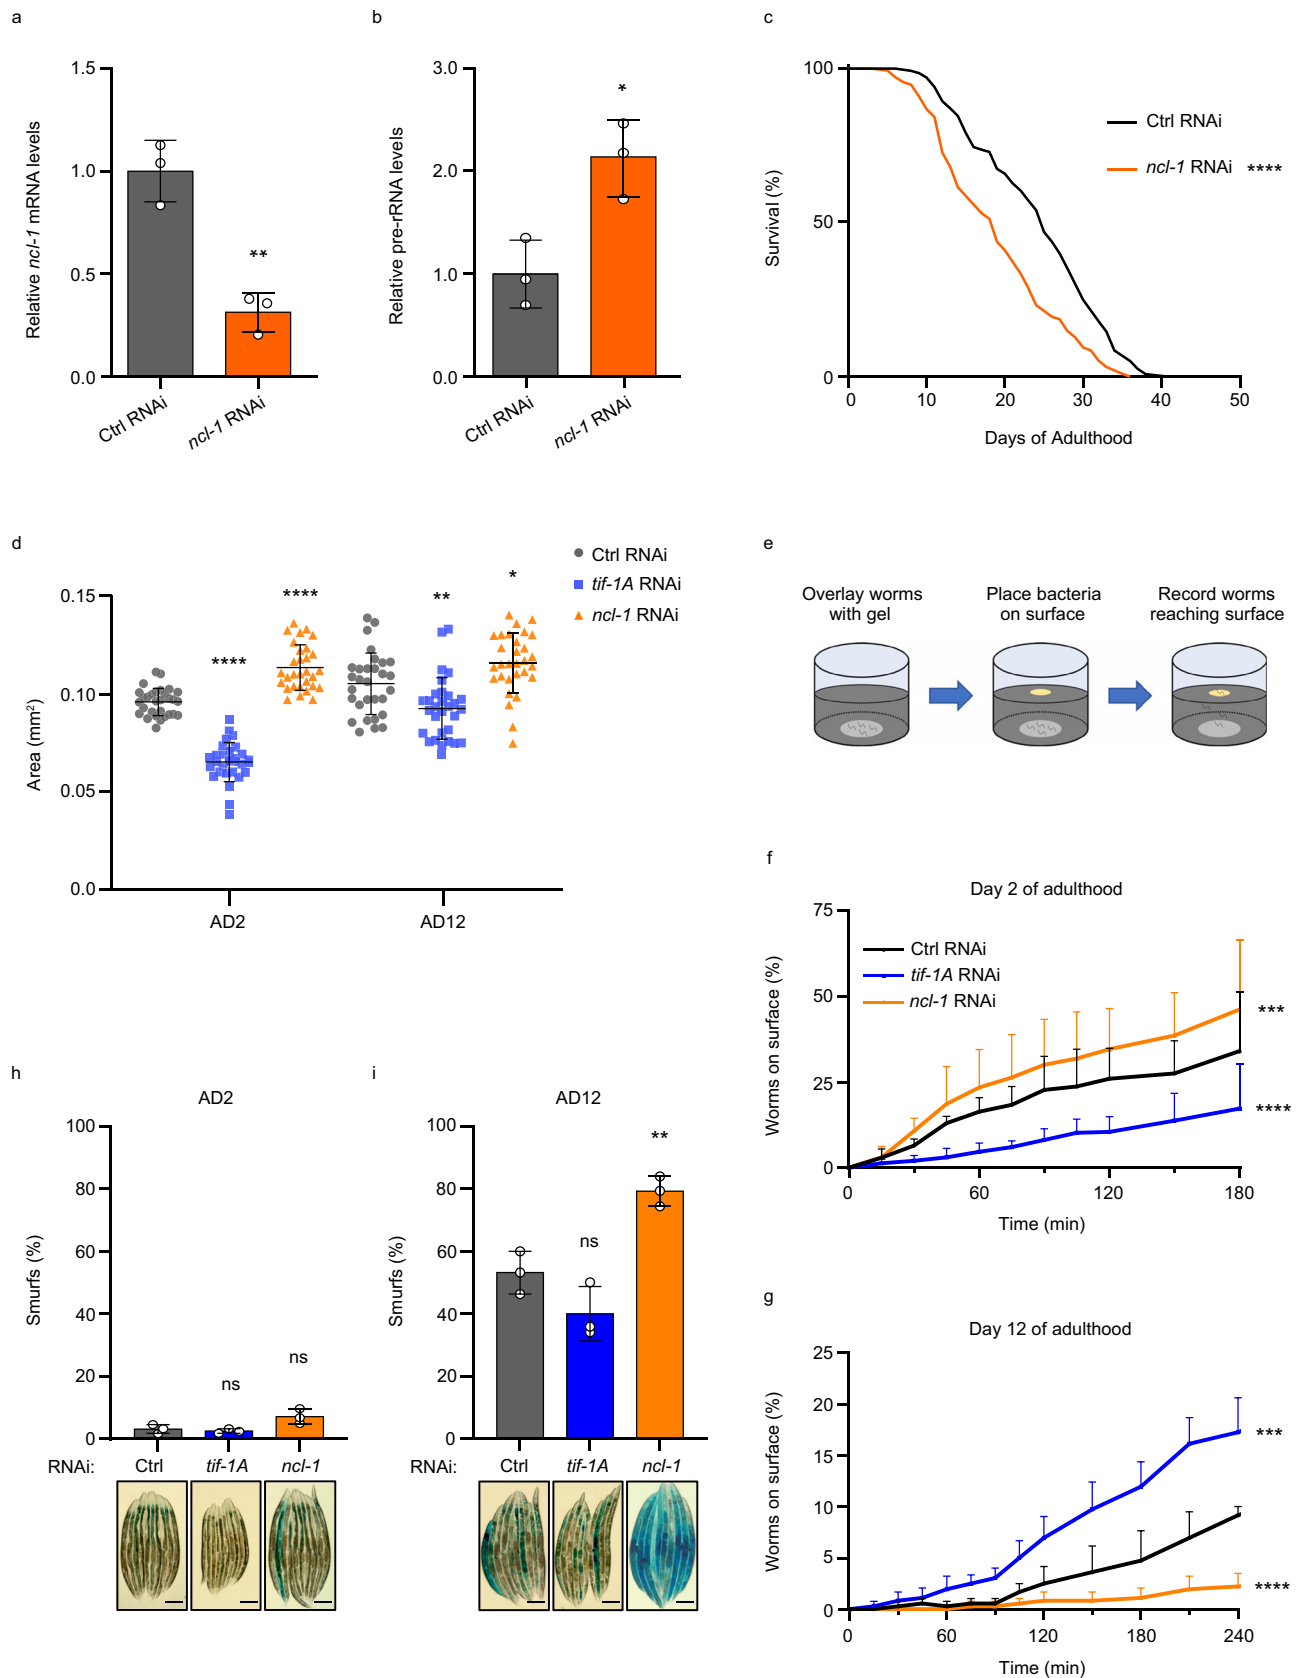 a
b
c
1.5
1.0
0.5
0.0
Relative ncl-1 mRNA levels
**
Ctrl RNAi
ncl-1 RNAi
3.0
2.0
1.0
0.0
Relative pre-rRNA levels
*
Ctrl RNAi
ncl-1 RNAi
100
50
0
Survival (%)
Ctrl RNAi
ncl-1 RNAi ****
0 10 20 30 40 50
Days of Adulthood
d
Ctrl RNAi
tif-1A RNAi
ncl-1 RNAi
0.15
0.10
0.05
0.0
Area (mm²)
****
****
**
*
AD2
AD12
e
Overlay worms
with gel
Place bacteria
on surface
Record worms
reaching surface
f
Day 2 of adulthood
75
50
25
0
Worms on surface (%)
Ctrl RNAi
tif-1A RNAi
ncl-1 RNAi
***
****
0 60 120 180
Time (min)
h
AD2
100
80
60
40
20
0
Smurfs (%)
ns
ns
RNAi: Ctrl tif-1A ncl-1
i
AD12
100
80
60
40
20
0
Smurfs (%)
ns
**
RNAi: Ctrl tif-1A ncl-1
g
Day 12 of adulthood
25
20
15
10
5
0
Worms on surface (%)
***
****
0 60 120 180 240
Time (min)